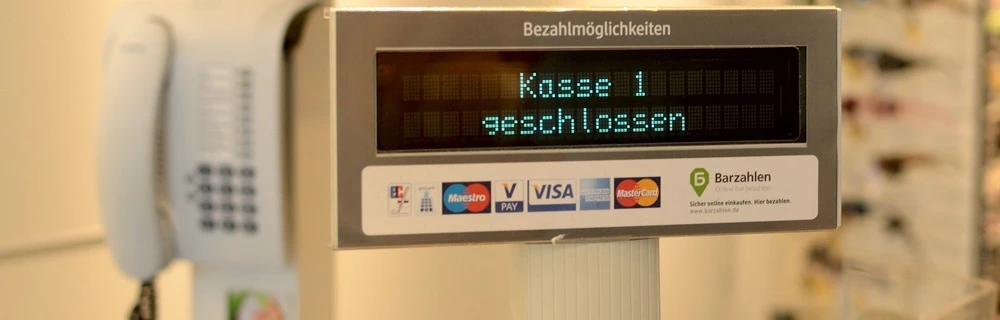 Bezahlmöglichkeiten
Kasse 1
geschlossen
Maestro
V PAY
VISA
MasterCard
Barzahlen
Sicher online einkaufen. Hier bezahlen.
www.barzahlen.de